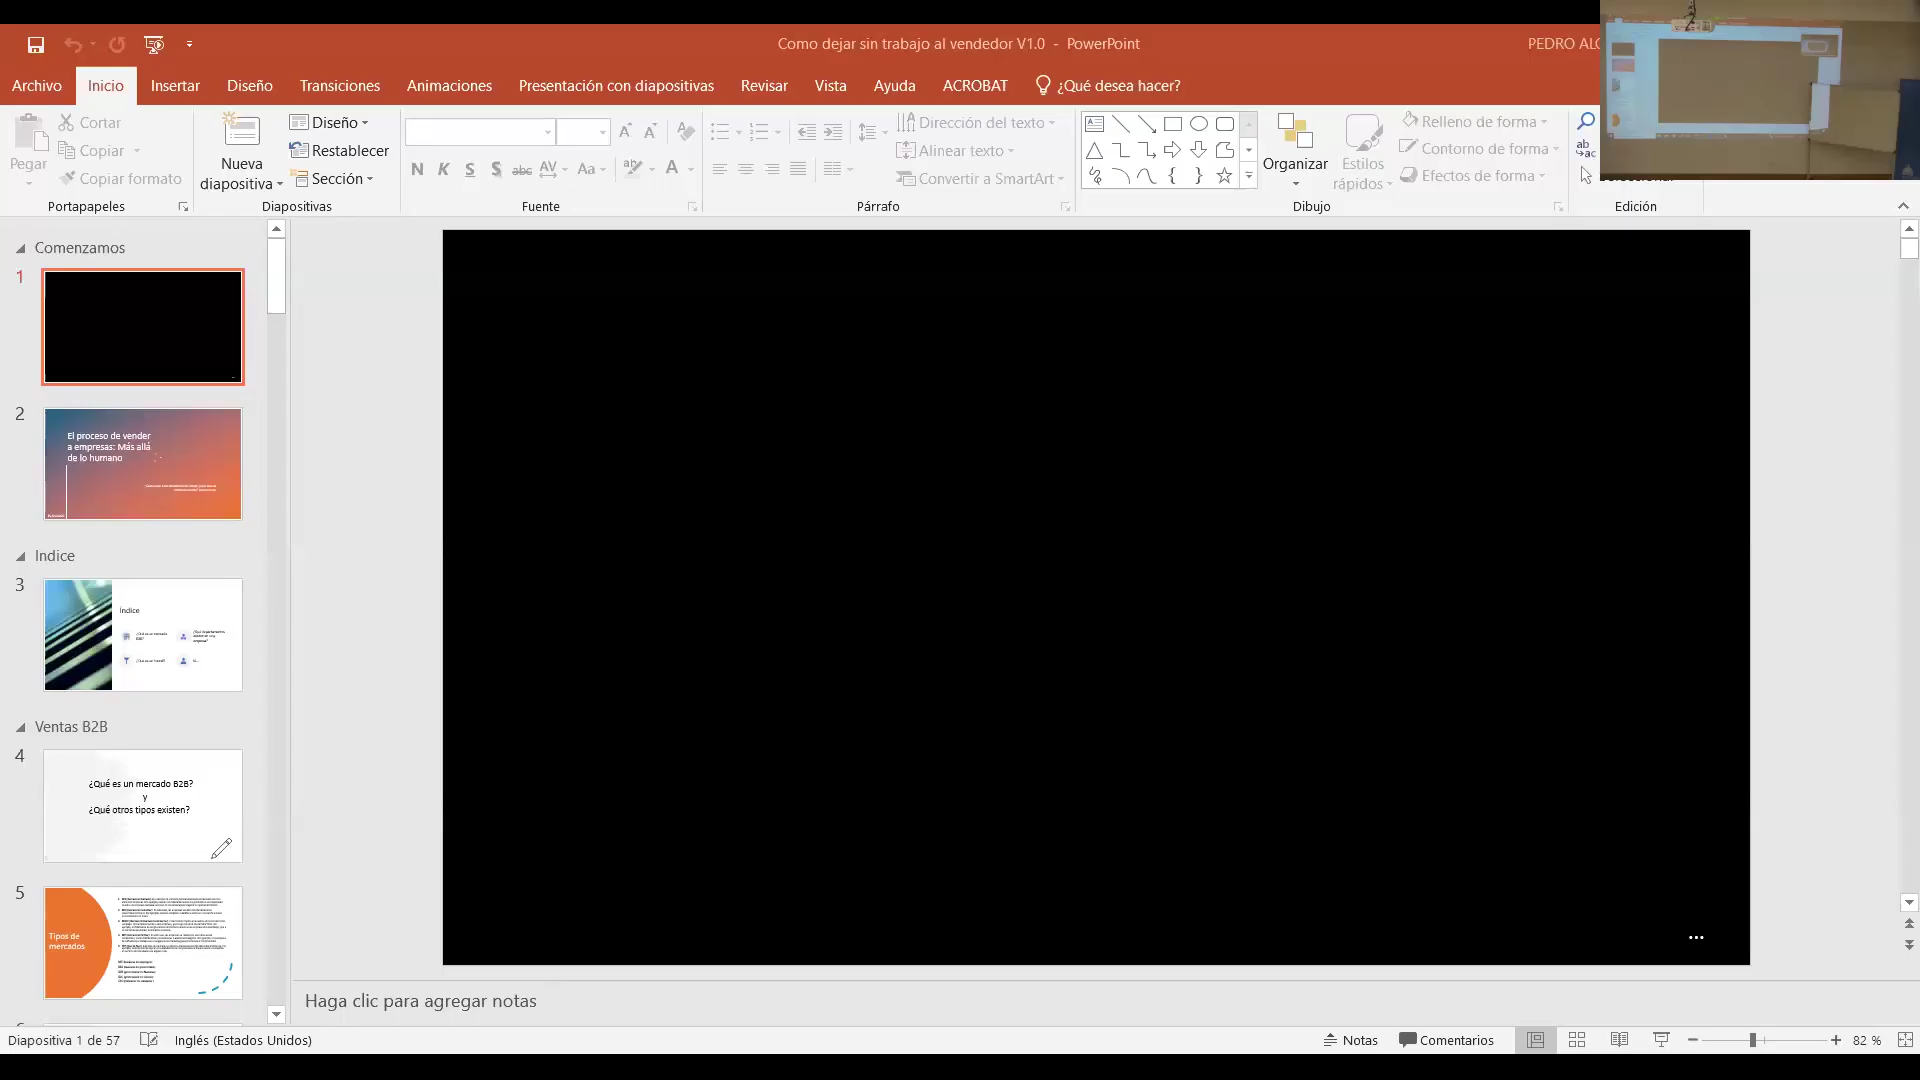 Como dejar sin trabajo al vendedor V1.0 - PowerPoint
PEDRO ALC
Archivo
Inicio
Insertar
Diseño
Transiciones
Animaciones
Presentación con diapositivas
Revisar
Vista
Ayuda
ACROBAT
¿Qué desea hacer?
Pegar
Cortar
Copiar
Copiar formato
Portapapeles
Nueva
diapositiva
Diseño
Restablecer
Sección
Diapositivas
N K S S abc AV Aa A
Fuente
Dirección del texto
Alinear texto
Convertir a SmartArt
Párrafo
Organizar
Estilos
rápidos
Relleno de forma
Contorno de forma
Efectos de forma
Dibujo
Edición
Comenzamos
1
2
El proceso de vender
a empresas: Más allá
de lo humano
Indice
3
Índice
Ventas B2B
4
¿Qué es un mercado B2B?
y
¿Qué otros tipos existen?
5
Tipos de
mercados
...
Haga clic para agregar notas
Diapositiva 1 de 57
Inglés (Estados Unidos)
Notas
Comentarios
82 %